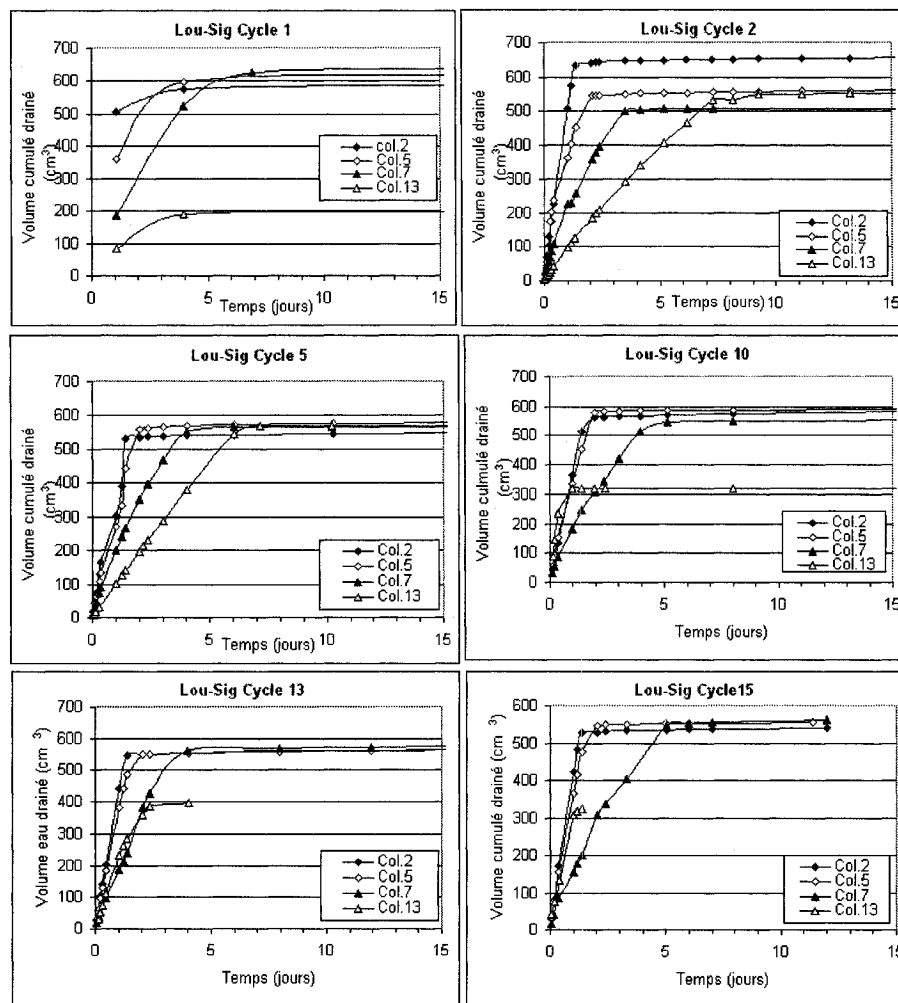 Lou-Sig Cycle 1
Volume cumulé drainé
(cm³)
700
600
500
400
300
200
100
0
0
5
10
15
Temps (jours)
col.2
Col.5
Col.7
Col.13
Lou-Sig Cycle 2
Volume cumulé drainé
(cm³)
700
600
500
400
300
200
100
0
0
5
10
15
Temps (jours)
Col.2
Col.5
Col.7
Col.13
Lou-Sig Cycle 5
Volume cumulé drainé
(cm³)
700
600
500
400
300
200
100
0
0
5
10
15
Temps (jours)
Col.2
Col.5
Col.7
Col.13
Lou-Sig Cycle 10
Volume culmulé drainé
(cm³)
700
600
500
400
300
200
100
0
0
5
10
15
Temps (jours)
Col.2
Col.5
Col.7
Col.13
Lou-Sig Cycle 13
Volume eau drainé (cm ³)
700
600
500
400
300
200
100
0
0
5
10
15
Temps (jours)
Col.2
Col.5
Col.7
Col.13
Lou-Sig Cycle15
Volume cumulé drainé (cm ³)
600
500
400
300
200
100
0
0
5
10
15
Temps (jours)
Col.2
Col.5
Col.7
Col.13